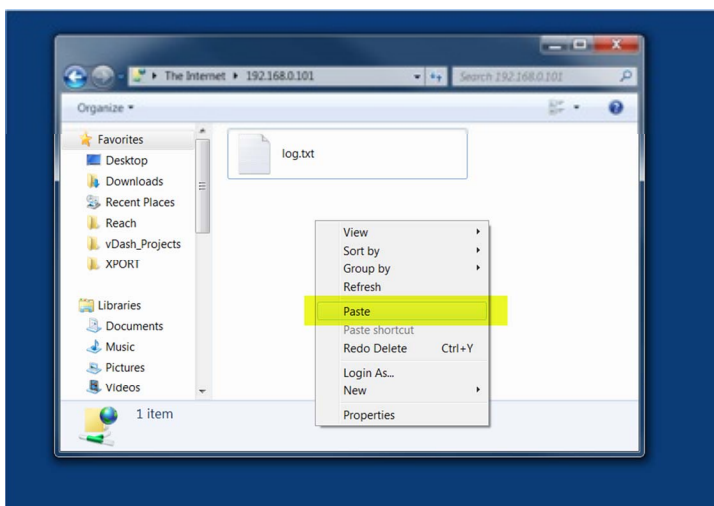 The Internet 192.168.0.101
Search 192.168.0.101
Organize
Favorites
Desktop
Downloads
Recent Places
Reach
vDash_Projects
XPORT
Libraries
Documents
Music
Pictures
Videos
log.txt
View
Sort by
Group by
Refresh
Paste
Paste shortcut
Redo Delete Ctrl+Y
Login As...
New
Properties
1 item